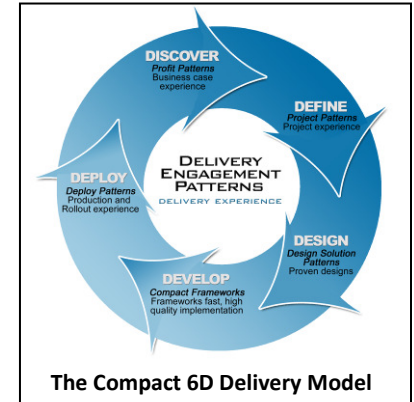 DISCOVER
Profit Patterns
Business case
experience
DEFINE
Project Patterns
Project experience
DELIVERY
ENGAGEMENT
PATTERNS
DELIVERY EXPERIENCE
DEPLOY
Deploy Patterns
Production and
Rollout experience
DESIGN
Design Solution
Patterns
Proven designs
DEVELOP
Compact Frameworks
Frameworks fast, high
quality implementation
The Compact 6D Delivery Model